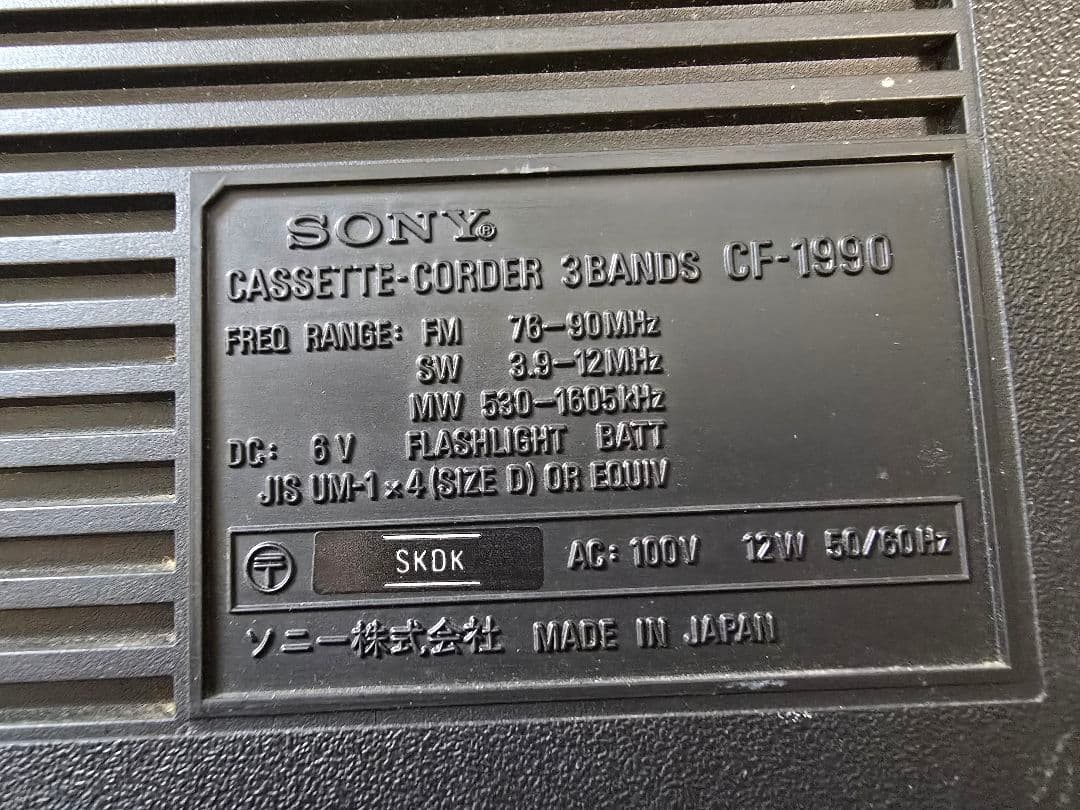 SONY®
CASSETTE-CORDER 3BANDS CF-1990
FREQ RANGE: FM 76-90MHz
SW 3.9-12MHz
MW 530-1605kHz
DC: 6V FLASHLIGHT BATT
JIS UM-1×4(SIZE D) OR EQUIV
〒 SKDK AC: 100V 12W 50/60Hz
ソニー株式会社 MADE IN JAPAN